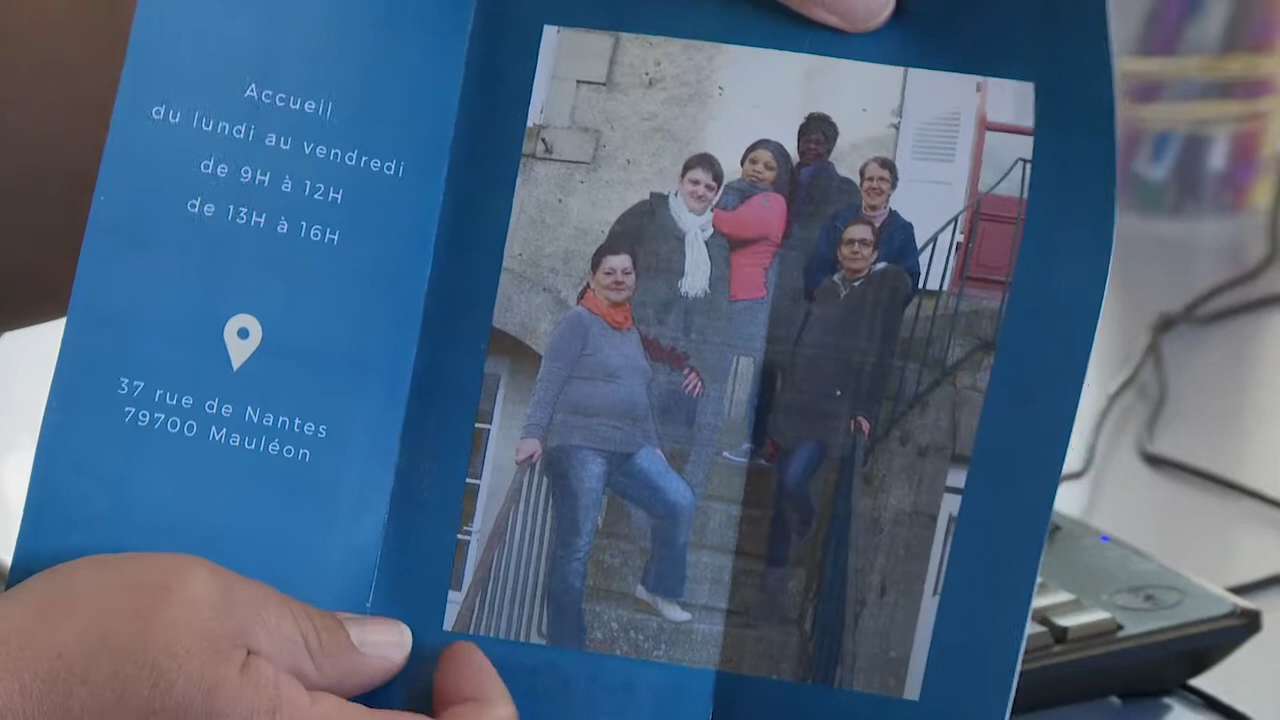 Accueil
du lundi au vendredi
de 9H à 12H
de 13H à 16H
37 rue de Nantes
79700 Mauléon